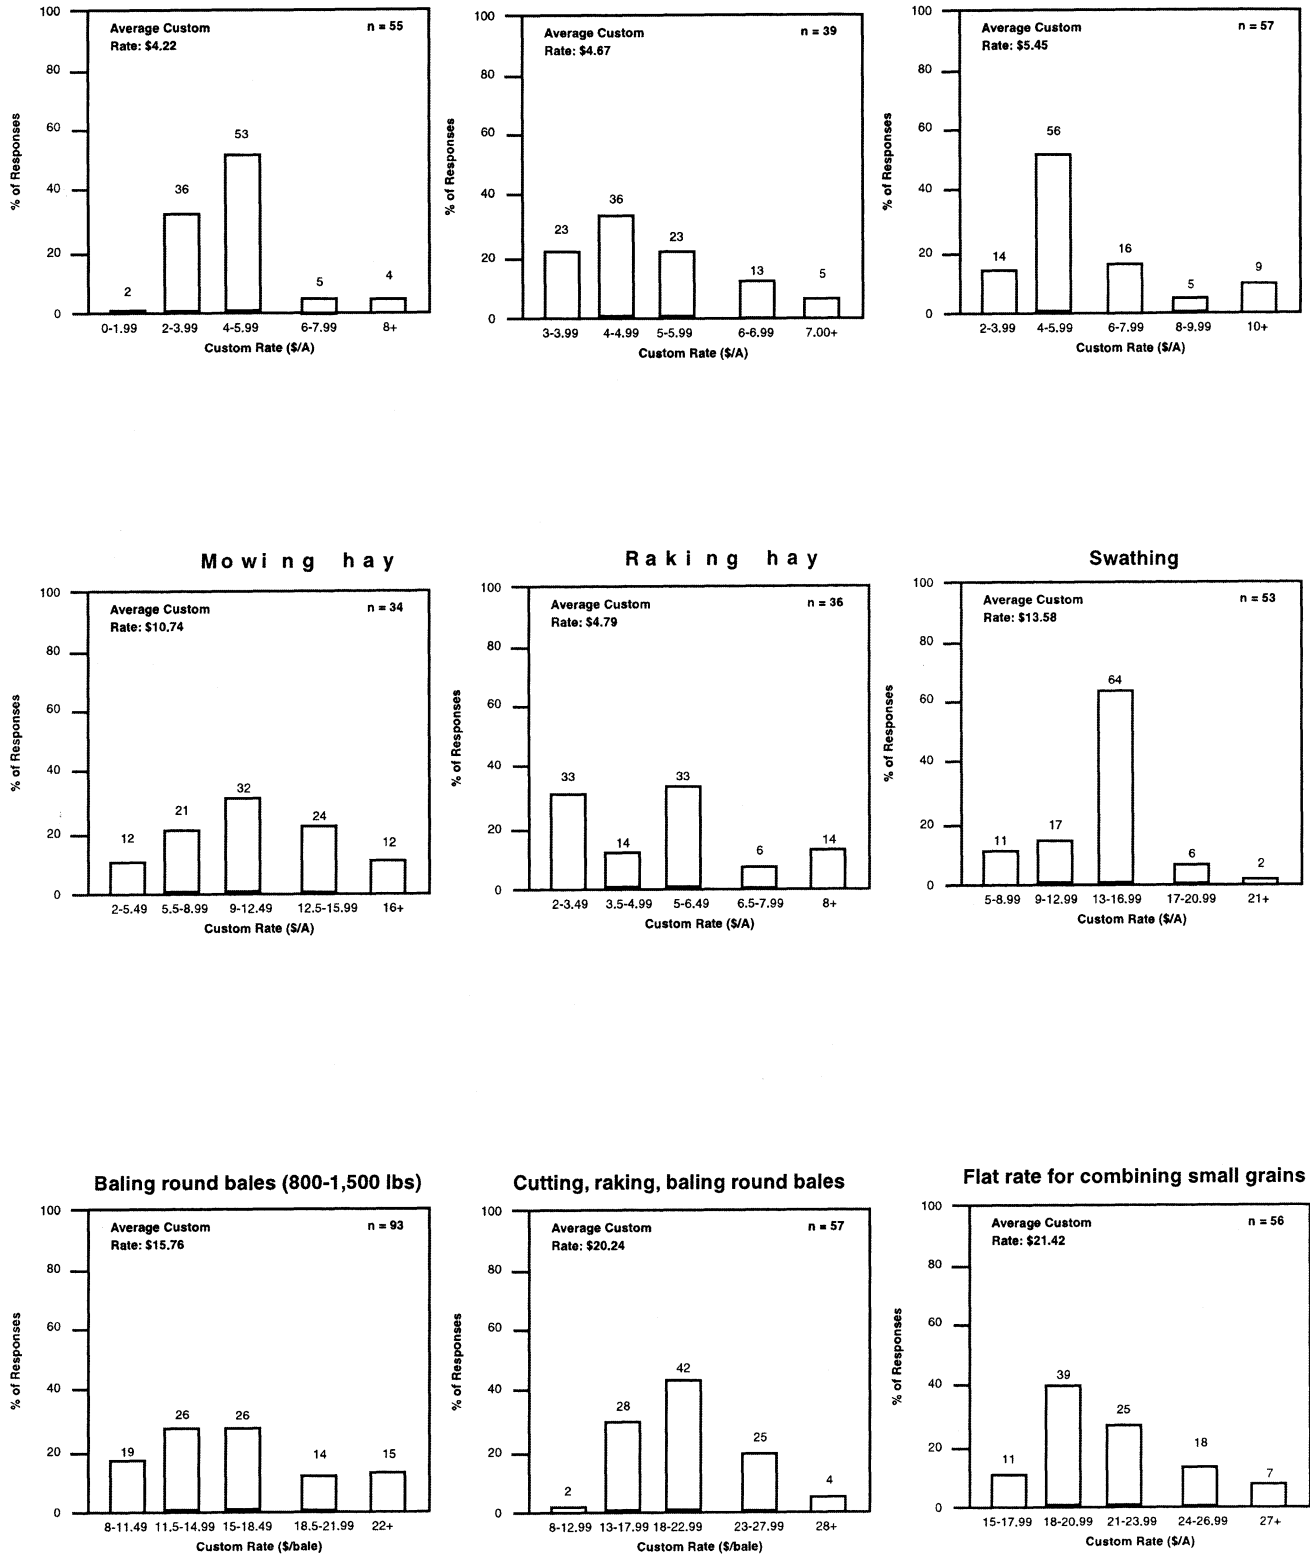 100
80
60
40
20
0
% of Responses
Average Custom
Rate: $4.22
n = 55
2
36
53
5
4
0-1.99 2-3.99 4-5.99 6-7.99 8+
Custom Rate ($/A)
100
80
60
40
20
0
% of Responses
Average Custom
Rate: $4.67
n = 39
23
36
23
13
5
3-3.99 4-4.99 5-5.99 6-6.99 7.00+
Custom Rate ($/A)
100
80
60
40
20
0
% of Responses
Average Custom
Rate: $5.45
n = 57
14
56
16
5
9
2-3.99 4-5.99 6-7.99 8-9.99 10+
Custom Rate ($/A)
Mowing hay
100
80
60
40
20
0
% of Responses
Average Custom
Rate: $10.74
n = 34
12
21
32
24
12
2-5.49 5.5-8.99 9-12.49 12.5-15.99 16+
Custom Rate ($/A)
Raking hay
100
80
60
40
20
0
% of Responses
Average Custom
Rate: $4.79
n = 36
33
14
33
6
14
2-3.49 3.5-4.99 5-6.49 6.5-7.99 8+
Custom Rate ($/A)
Swathing
100
80
60
40
20
0
% of Responses
Average Custom
Rate: $13.58
n = 53
11
17
64
6
2
5-8.99 9-12.99 13-16.99 17-20.99 21+
Custom Rate ($/A)
Baling round bales (800-1,500 lbs)
100
80
60
40
20
0
% of Responses
Average Custom
Rate: $15.76
n = 93
19
26
26
14
15
8-11.49 11.5-14.99 15-18.49 18.5-21.99 22+
Custom Rate ($/bale)
Cutting, raking, baling round bales
100
80
60
40
20
0
% of Responses
Average Custom
Rate: $20.24
n = 57
2
28
42
25
4
8-12.99 13-17.99 18-22.99 23-27.99 28+
Custom Rate ($/bale)
Flat rate for combining small grains
100
80
60
40
20
0
% of Responses
Average Custom
Rate: $21.42
n = 56
11
39
25
18
7
15-17.99 18-20.99 21-23.99 24-26.99 27+
Custom Rate ($/A)